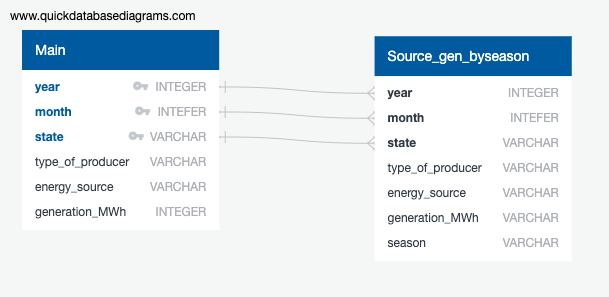 www.quickdatabasediagrams.com
Main
year INTEGER
month INTEFER
state VARCHAR
type_of_producer VARCHAR
energy_source VARCHAR
generation_MWh INTEGER
Source_gen_byseason
year INTEGER
month INTEFER
state VARCHAR
type_of_producer VARCHAR
energy_source VARCHAR
generation_MWh VARCHAR
season VARCHAR